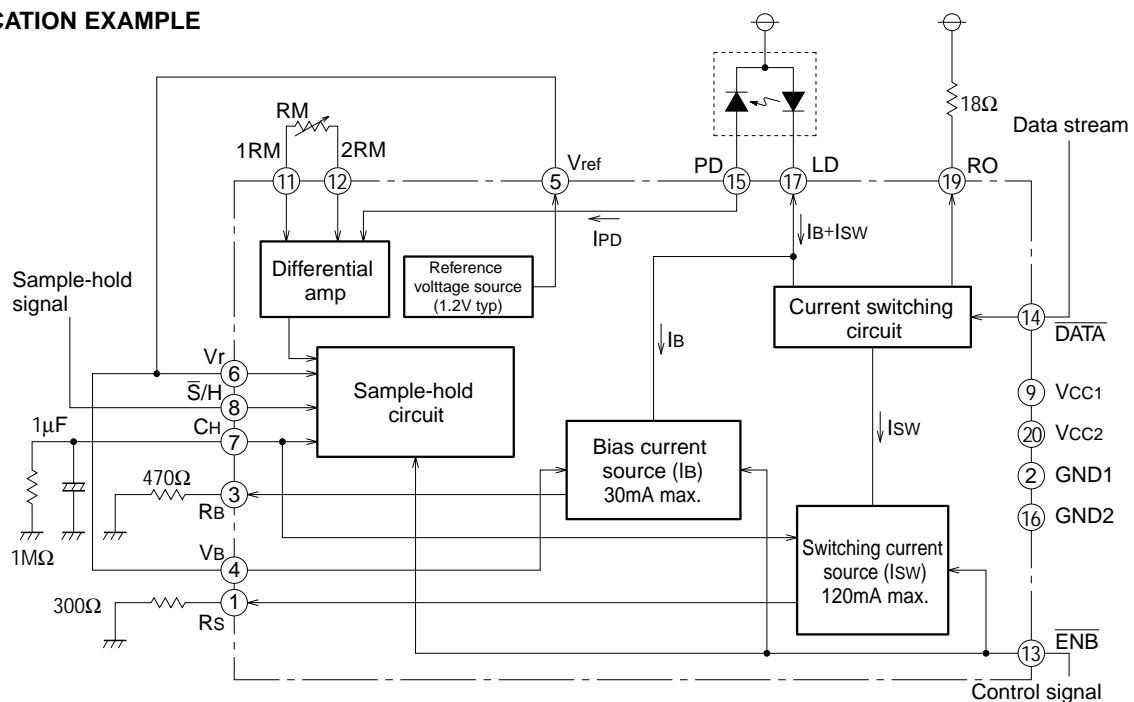 CATION EXAMPLE
RM
1RM
2RM
11
12
5
Vref
PD
15
17
LD
18Ω
19
RO
Data stream
IPD
IB+ISW
Differential
amp
Reference
volttage source
(1.2V typ)
Current switching
circuit
14
DATA
Sample-hold
signal
IB
Vr
6
S/H
8
CH
7
Sample-hold
circuit
ISW
9 VCC1
20 VCC2
2 GND1
16 GND2
1μF
1MΩ
470Ω
3
RB
Bias current
source (IB)
30mA max.
VB
4
300Ω
1
RS
Switching current
source (ISW)
120mA max.
13
ENB
Control signal